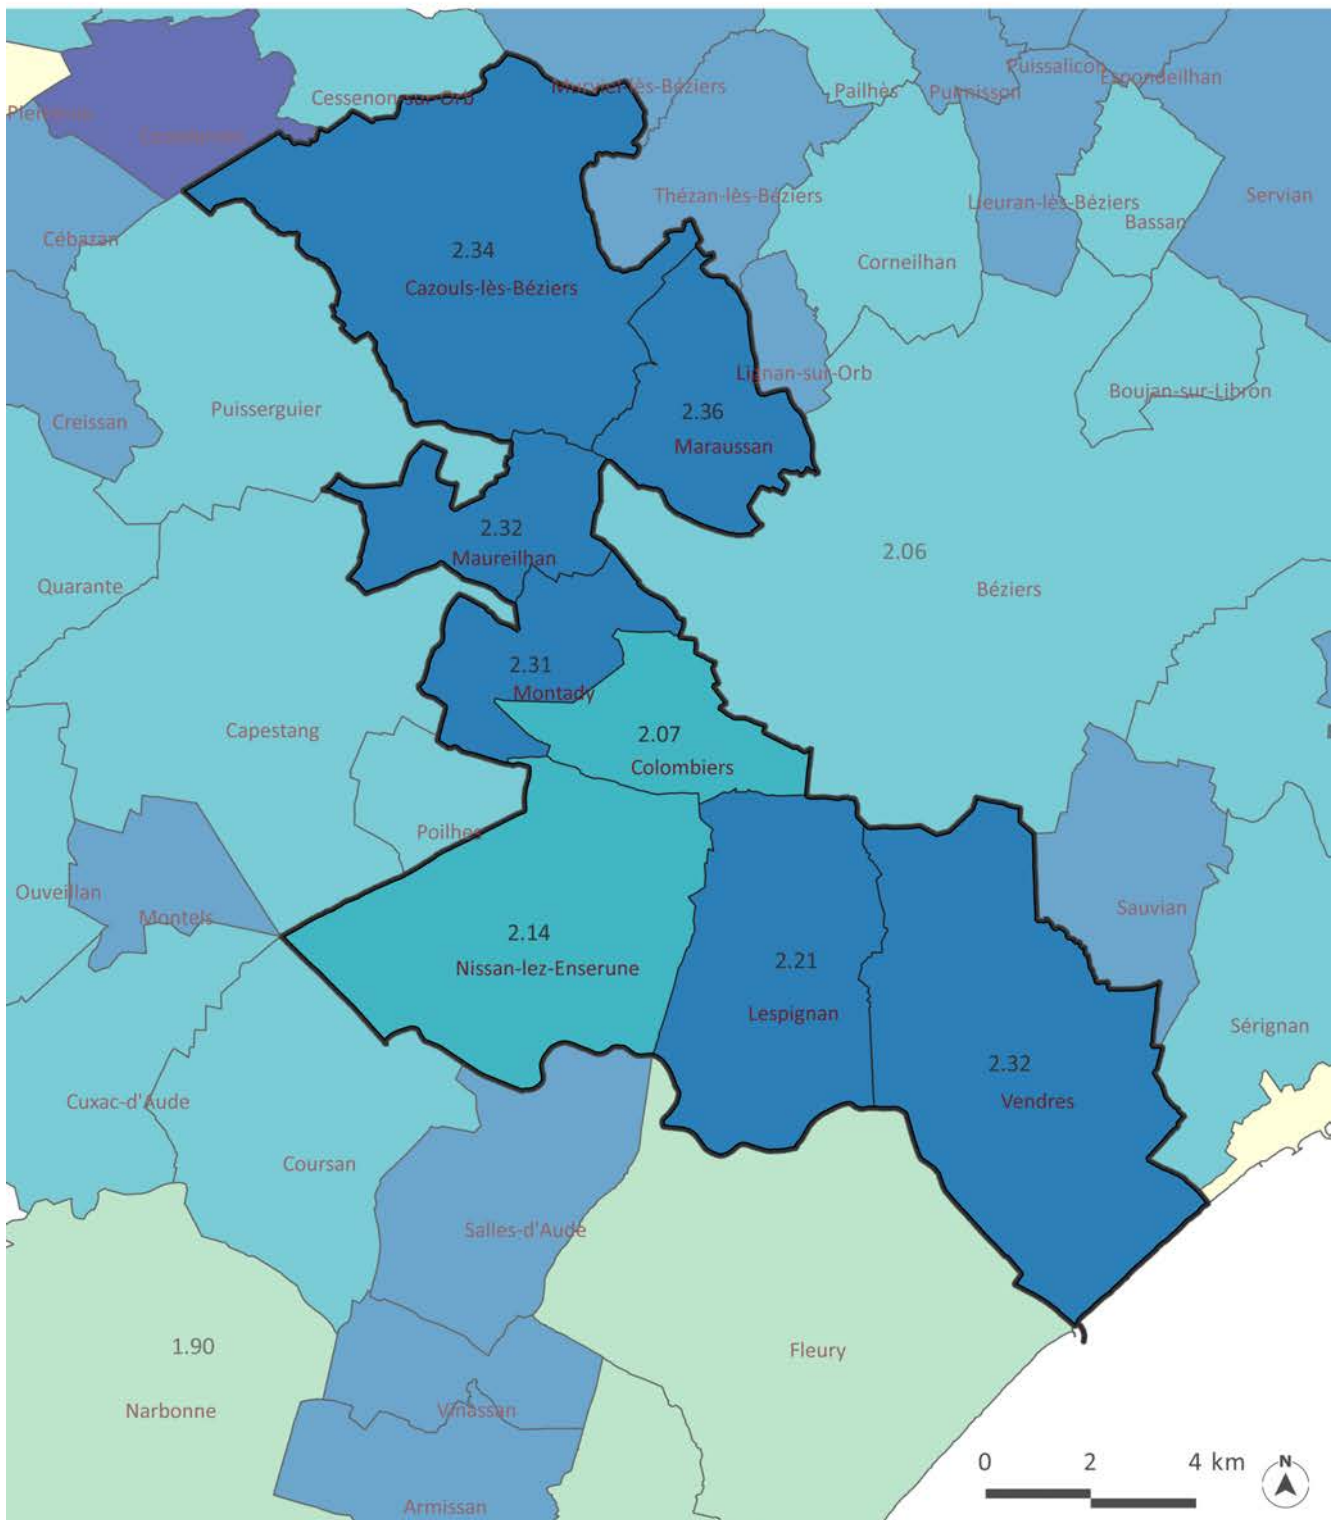 Puissalicon
Espondeilhan
Murviel-lès-Béziers
Pailhès
Puimisson
Cessenon-sur-Orb
Thézan-lès-Béziers
Lieuran-lès-Béziers
Servian
Bassan
Cébazan
2.34
Corneilhan
Cazouls-lès-Béziers
Lignan-sur-Orb
Boujan-sur-Libron
Puisserguier
2.36
Creissan
Maraussan
2.32
2.06
Maureilhan
Quarante
Béziers
2.31
Montady
Capestang
2.07
Colombiers
Poilhes
Ouveillan
Montels
Sauvian
2.14
2.21
Nissan-lez-Enserune
Lespignan
Sérignan
2.32
Cuxac-d'Aude
Vendres
Coursan
Salles-d'Aude
1.90
Fleury
Narbonne
Vinassan
0 2 4 km
N
Armissan